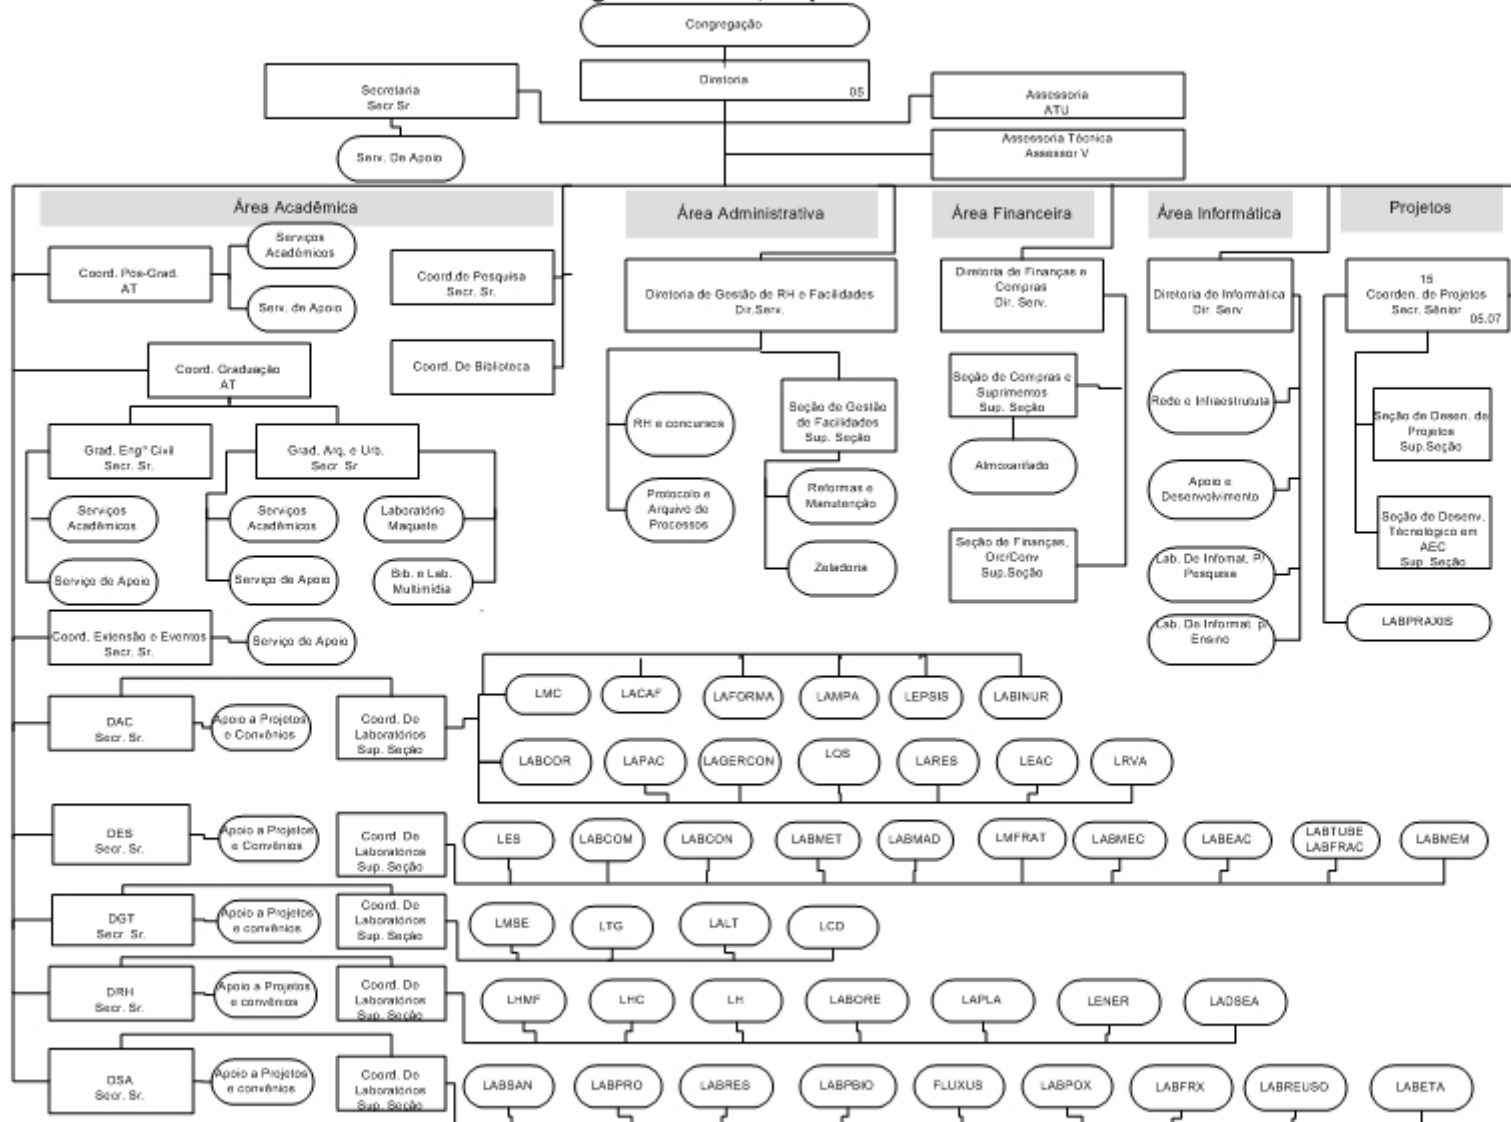 Congregação
Diretoria
05
Secretaria
Secr Sr.
Serv. De Apoio
Assessoria
ATU
Assessoria Técnica
Assessor V
Área Acadêmica
Área Administrativa
Área Financeira
Área Informática
Projetos
Coord. Pós-Grad.
AT
Serviços
Acadêmicos
Serv. de Apoio
Coord.de Pesquisa
Secr. Sr.
Coord. De Biblioteca
Coord. Graduação
AT
Grad. Engª Civil
Secr. Sr.
Grad. Arq. e Urb.
Secr. Sr
Serviços
Acadêmicos
Serviço de Apoio
Serviços
Acadêmicos
Serviço de Apoio
Laboratório
Maquete
Bib. e Lab.
Multimídia
Coord. Extensão e Eventos
Secr. Sr.
Serviço de Apoio
Diretoria de Gestão de RH e Facilidades
Dir.Serv.
RH e concursos
Protocolo e
Arquivo de
Processos
Seção de Gestão
de Facilidades
Sup. Seção
Reformas e
Manutenção
Zeladoria
Diretoria de Finanças e
Compras
Dir. Serv.
Seção de Compras e
Suprimentos
Sup. Seção
Almoxarifado
Seção de Finanças,
Orc/Conv
Sup.Seção
Diretoria de Informática
Dir. Serv.
Rede e Infraestrututa
Apoio e
Desenvolvimento
Lab. De Infomat. P/
Pesquisa
Lab. De Informat. p/
Ensino
15
Coorden. de Projetos
Secr. Sênior
05.07
Seção de Desen. de
Projetos
Sup.Seção
Seção de Desenv.
Técnológico em
AEC
Sup. Seção
LABPRAXIS
DAC
Secr. Sr.
Apoio a Projetos
e Convênios
Coord. De
Laboratórios
Sup. Seção
LMC
LACAF
LAFORMA
LAMPA
LEPSIS
LABINUR
LABCOR
LAPAC
LAGERCON
LOS
LARES
LEAC
LRVA
DES
Secr. Sr.
Apoio a Projetos
e Convênios
Coord. De
Laboratórios
Sup. Seção
LES
LABCOM
LABCON
LABMET
LABMAD
LMFRAT
LABMEC
LABEAC
LABTUBE
LABFRAC
LABMEM
DGT
Secr. Sr.
Apoio a Projetos
e convênios
Coord. De
Laboratórios
Sup. Seção
LMSE
LTG
LALT
LCD
DRH
Secr. Sr.
Apoio a Projetos
e convênios
Coord. De
Laboratórios
Sup. Seção
LHMF
LHC
LH
LABORE
LAPLA
LENER
LADSEA
DSA
Secr. Sr.
Apoio a Projetos
e convênios
Coord. De
Laboratórios
Sup. Seção
LABSAN
LABPRO
LABRES
LABPBIO
FLUXUS
LABPOX
LABFRX
LABREUSO
LABETA